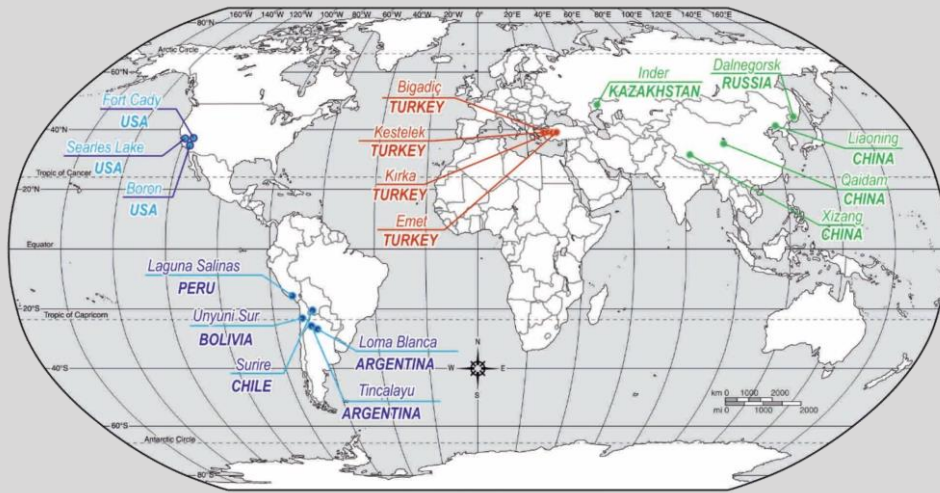 160°W 140°W 120°W 100°W 80°W 60°W 40°W 20°W 0° 20°E 40°E 60°E 80°E 100°E 120°E 140°E 160°E
80°N
Arctic Circle
60°N
40°N
Tropic of Cancer
20°N
Equator
20°S
Tropic of Capricorn
40°S
60°S
Antarctic Circle
80°S
Fort Cady
USA
Searles Lake
USA
Boron
USA
Bigadiç
TURKEY
Kestelek
TURKEY
Kırka
TURKEY
Emet
TURKEY
Inder
KAZAKHSTAN
Dalnegorsk
RUSSIA
Liaoning
CHINA
Qaidam
CHINA
Xizang
CHINA
Laguna Salinas
PERU
Unyuni Sur
BOLIVIA
Surire
CHILE
Loma Blanca
ARGENTINA
Tincalayu
ARGENTINA
N
W E
S
km 0 1000 2000
mi 0 1000 2000